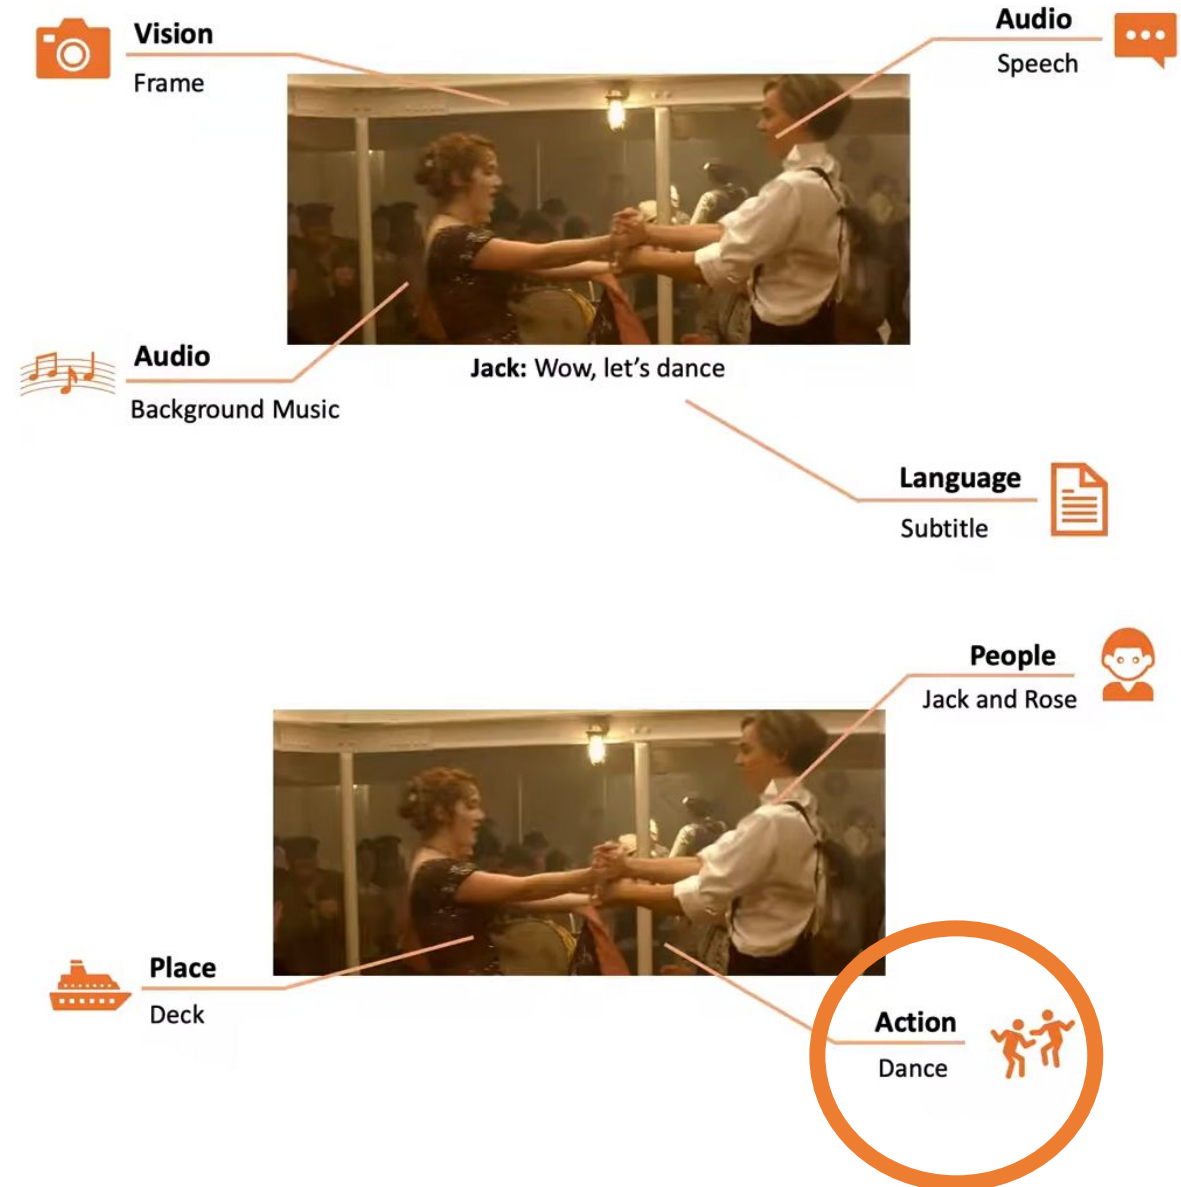 Vision
Frame
Audio
Speech
Audio
Background Music
Jack: Wow, let's dance
Language
Subtitle
People
Jack and Rose
Place
Deck
Action
Dance